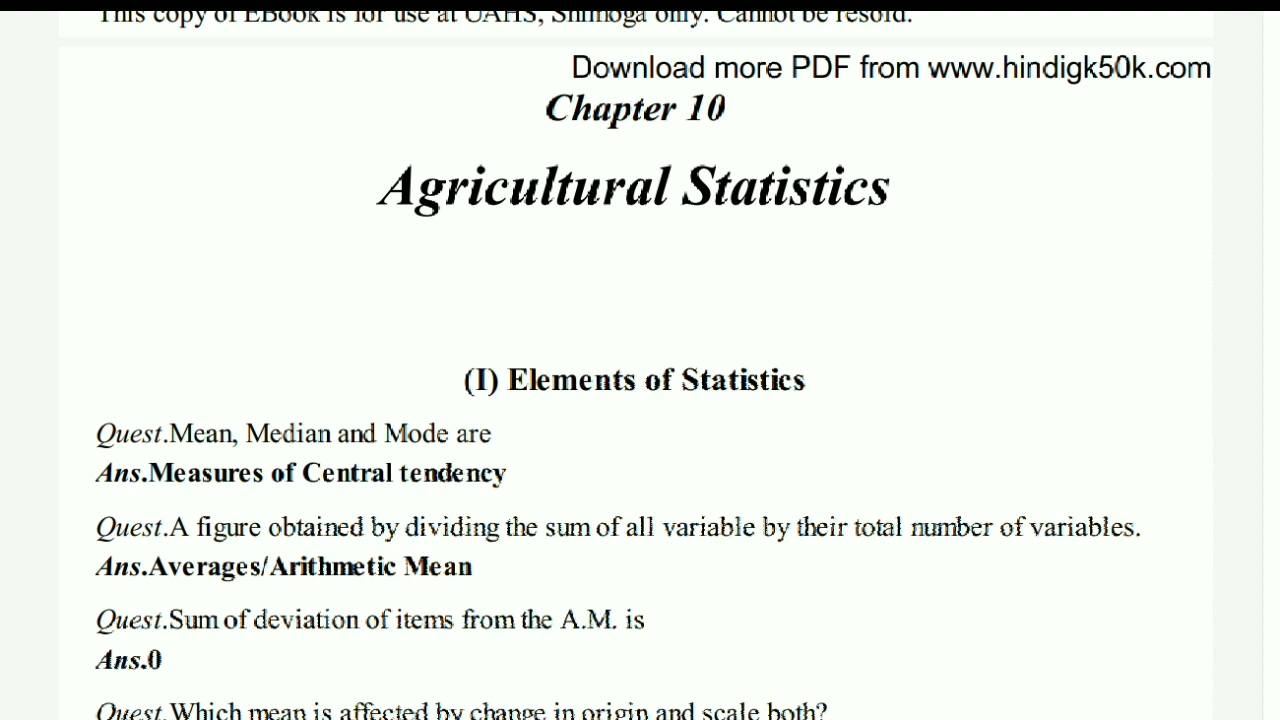 This copy of EBook is for use at UAHS, Shimoga only. Cannot be resold.
Download more PDF from www.hindigk50k.com
Chapter 10
Agricultural Statistics
(I) Elements of Statistics
Quest.Mean, Median and Mode are
Ans.Measures of Central tendency
Quest.A figure obtained by dividing the sum of all variable by their total number of variables.
Ans.Averages/Arithmetic Mean
Quest.Sum of deviation of items from the A.M. is
Ans.0
Quest.Which mean is affected by change in origin and scale both?